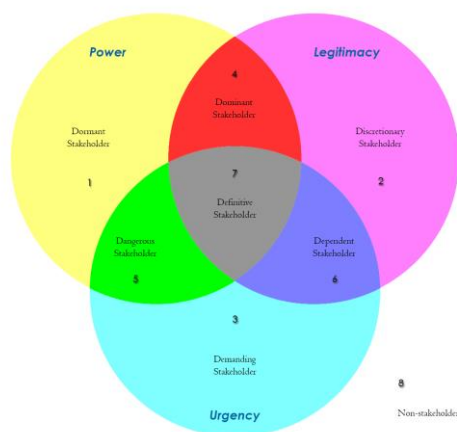 Power
Legitimacy
4
Dominant
Stakeholder
Dormant
Stakeholder
1
Discretionary
Stakeholder
2
7
Definitive
Stakeholder
Dangerous
Stakeholder
5
Dependent
Stakeholder
6
3
Demanding
Stakeholder
8
Non-stakeholder
Urgency